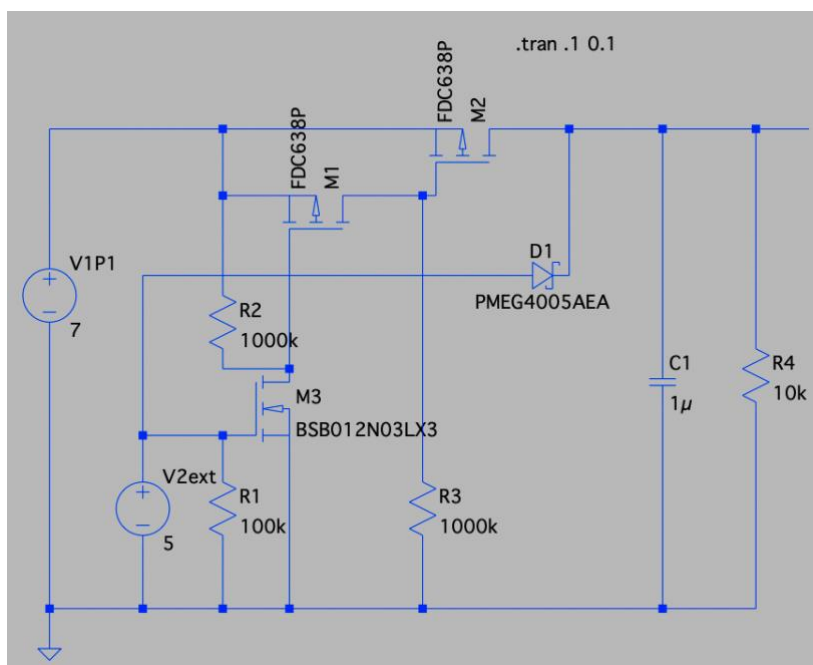 .tran .1 0.1
FDC638P
M2
FDC638P
M1
V1P1
7
R2
1000k
D1
PMEG4005AEA
M3
BSB012N03LX3
C1
1µ
R4
10k
V2ext
5
R1
100k
R3
1000k